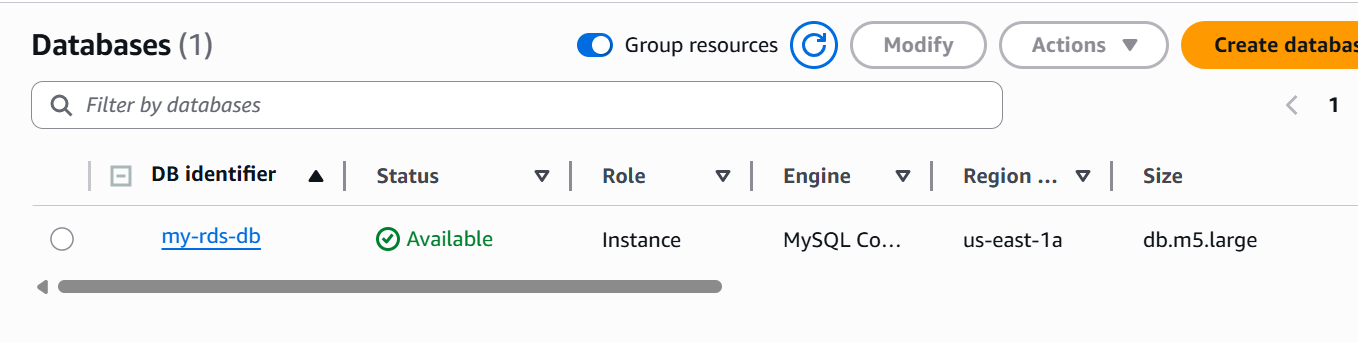 Databases (1)
Group resources
Modify
Actions
Create databas
Filter by databases
1
DB identifier
Status
Role
Engine
Region ...
Size
my-rds-db
Available
Instance
MySQL Co...
us-east-1a
db.m5.large